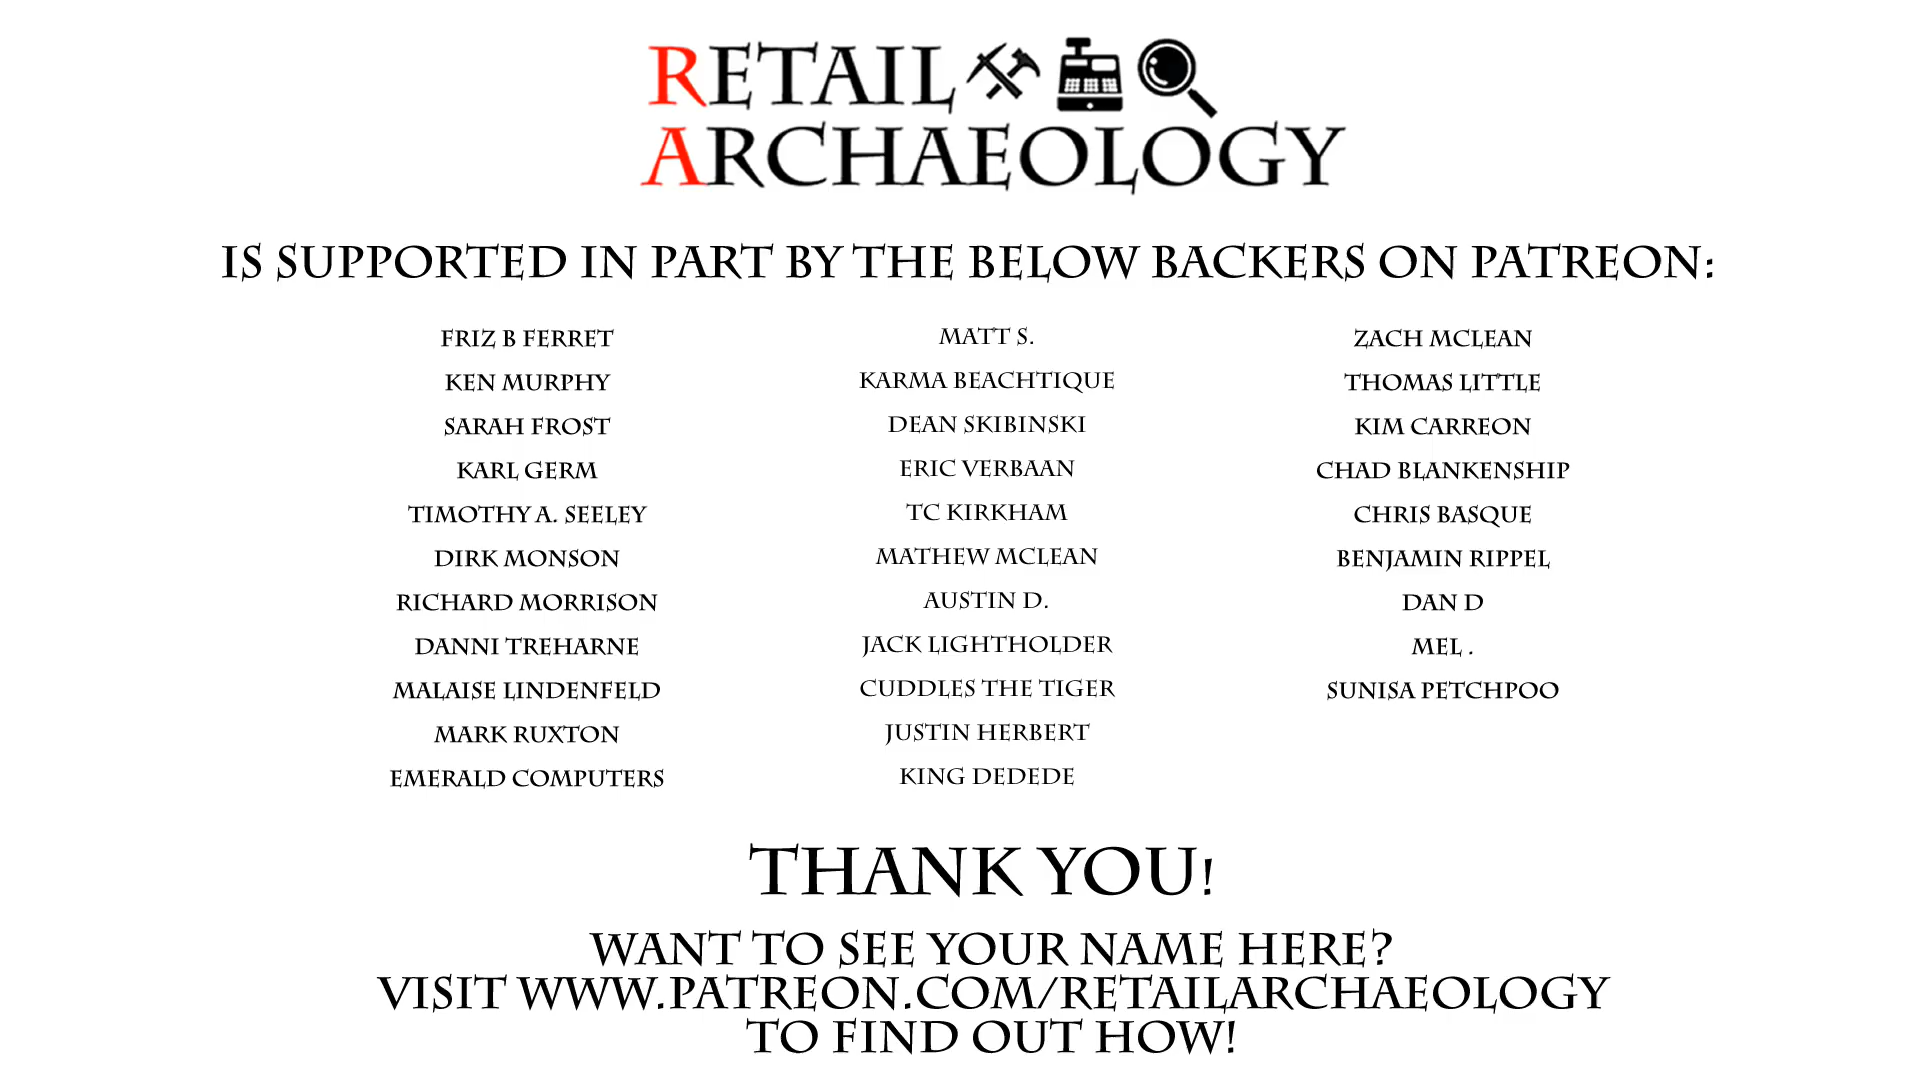 RETAIL
ARCHAEOLOGY
IS SUPPORTED IN PART BY THE BELOW BACKERS ON PATREON:
FRIZ B FERRET
KEN MURPHY
SARAH FROST
KARL GERM
TIMOTHY A. SEELEY
DIRK MONSON
RICHARD MORRISON
DANNI TREHARNE
MALAISE LINDENFELD
MARK RUXTON
EMERALD COMPUTERS
MATT S.
KARMA BEACHTIQUE
DEAN SKIBINSKI
ERIC VERBAAN
TC KIRKHAM
MATHEW MCLEAN
AUSTIN D.
JACK LIGHTHOLDER
CUDDLES THE TIGER
JUSTIN HERBERT
KING DEDEDE
ZACH MCLEAN
THOMAS LITTLE
KIM CARREON
CHAD BLANKENSHIP
CHRIS BASQUE
BENJAMIN RIPPEL
DAN D
MEL .
SUNISA PETCHPOO
THANK YOU!
WANT TO SEE YOUR NAME HERE?
VISIT WWW.PATREON.COM/RETAILARCHAEOLOGY
TO FIND OUT HOW!